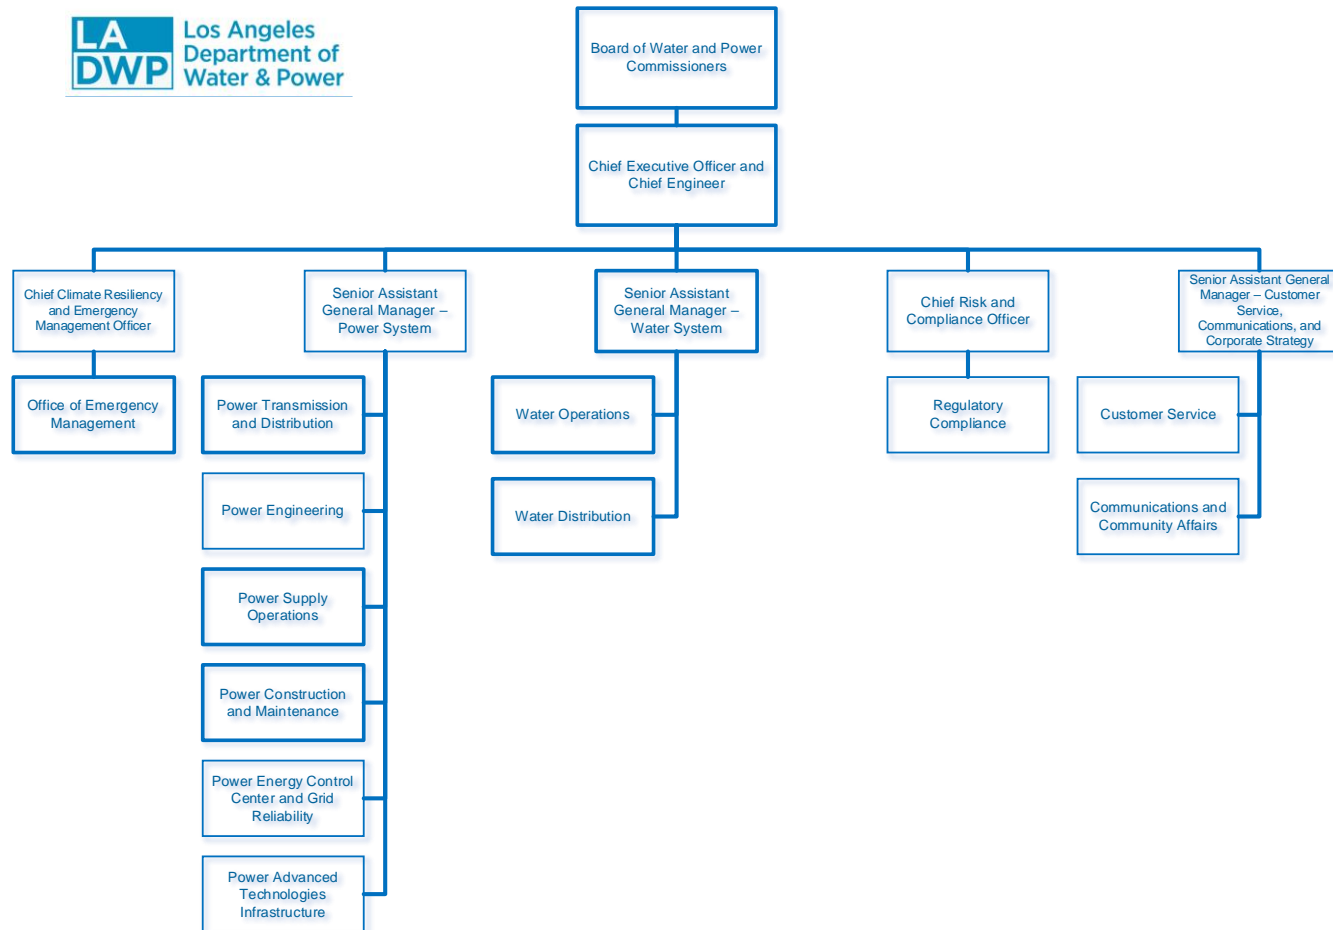 LA
DWP
Los Angeles
Department of
Water & Power
Board of Water and Power
Commissioners
Chief Executive Officer and
Chief Engineer
Chief Climate Resiliency
and Emergency
Management Officer
Senior Assistant
General Manager –
Power System
Senior Assistant
General Manager –
Water System
Chief Risk and
Compliance Officer
Senior Assistant General
Manager – Customer
Service,
Communications, and
Corporate Strategy
Office of Emergency
Management
Power Transmission
and Distribution
Water Operations
Regulatory
Compliance
Customer Service
Power Engineering
Water Distribution
Communications and
Community Affairs
Power Supply
Operations
Power Construction
and Maintenance
Power Energy Control
Center and Grid
Reliability
Power Advanced
Technologies
Infrastructure